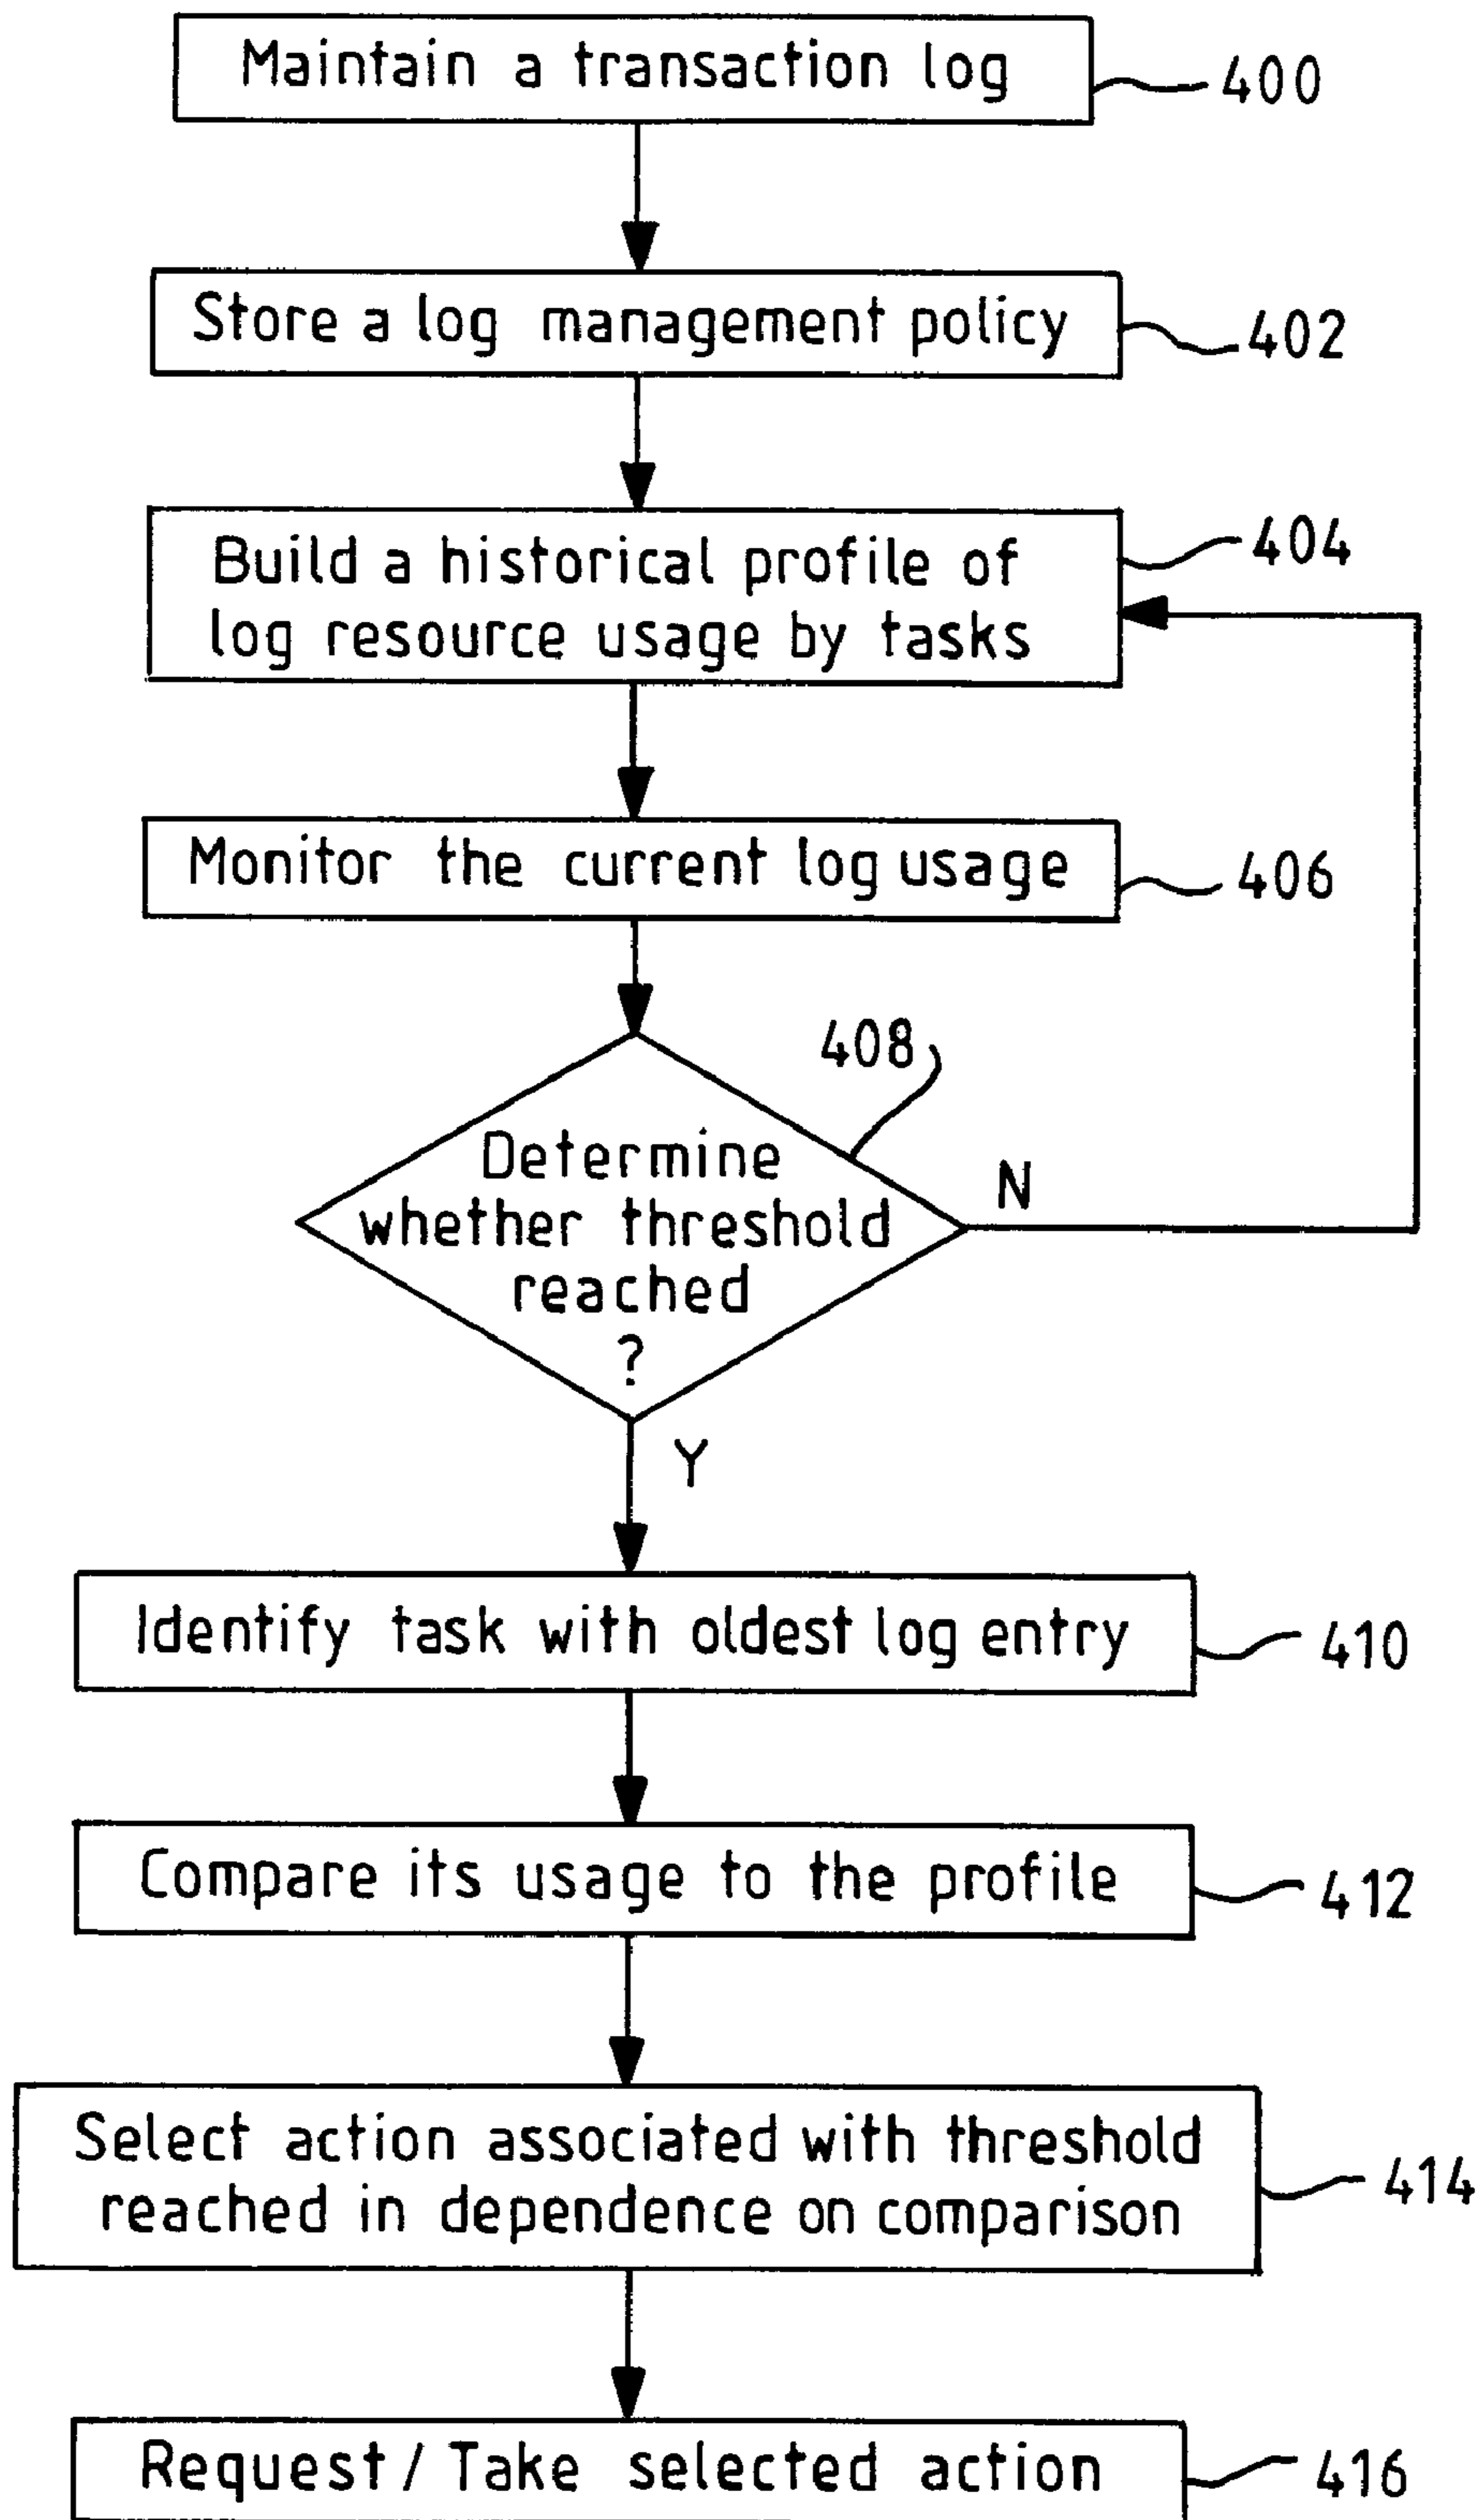 Maintain a transaction log
400
Store a log management policy
402
Build a historical profile of
log resource usage by tasks
404
Monitor the current log usage
406
408
Determine
whether threshold
reached
?
N
Y
Identify task with oldest log entry
410
Compare its usage to the profile
412
Select action associated with threshold
reached in dependence on comparison
414
Request/Take selected action
416